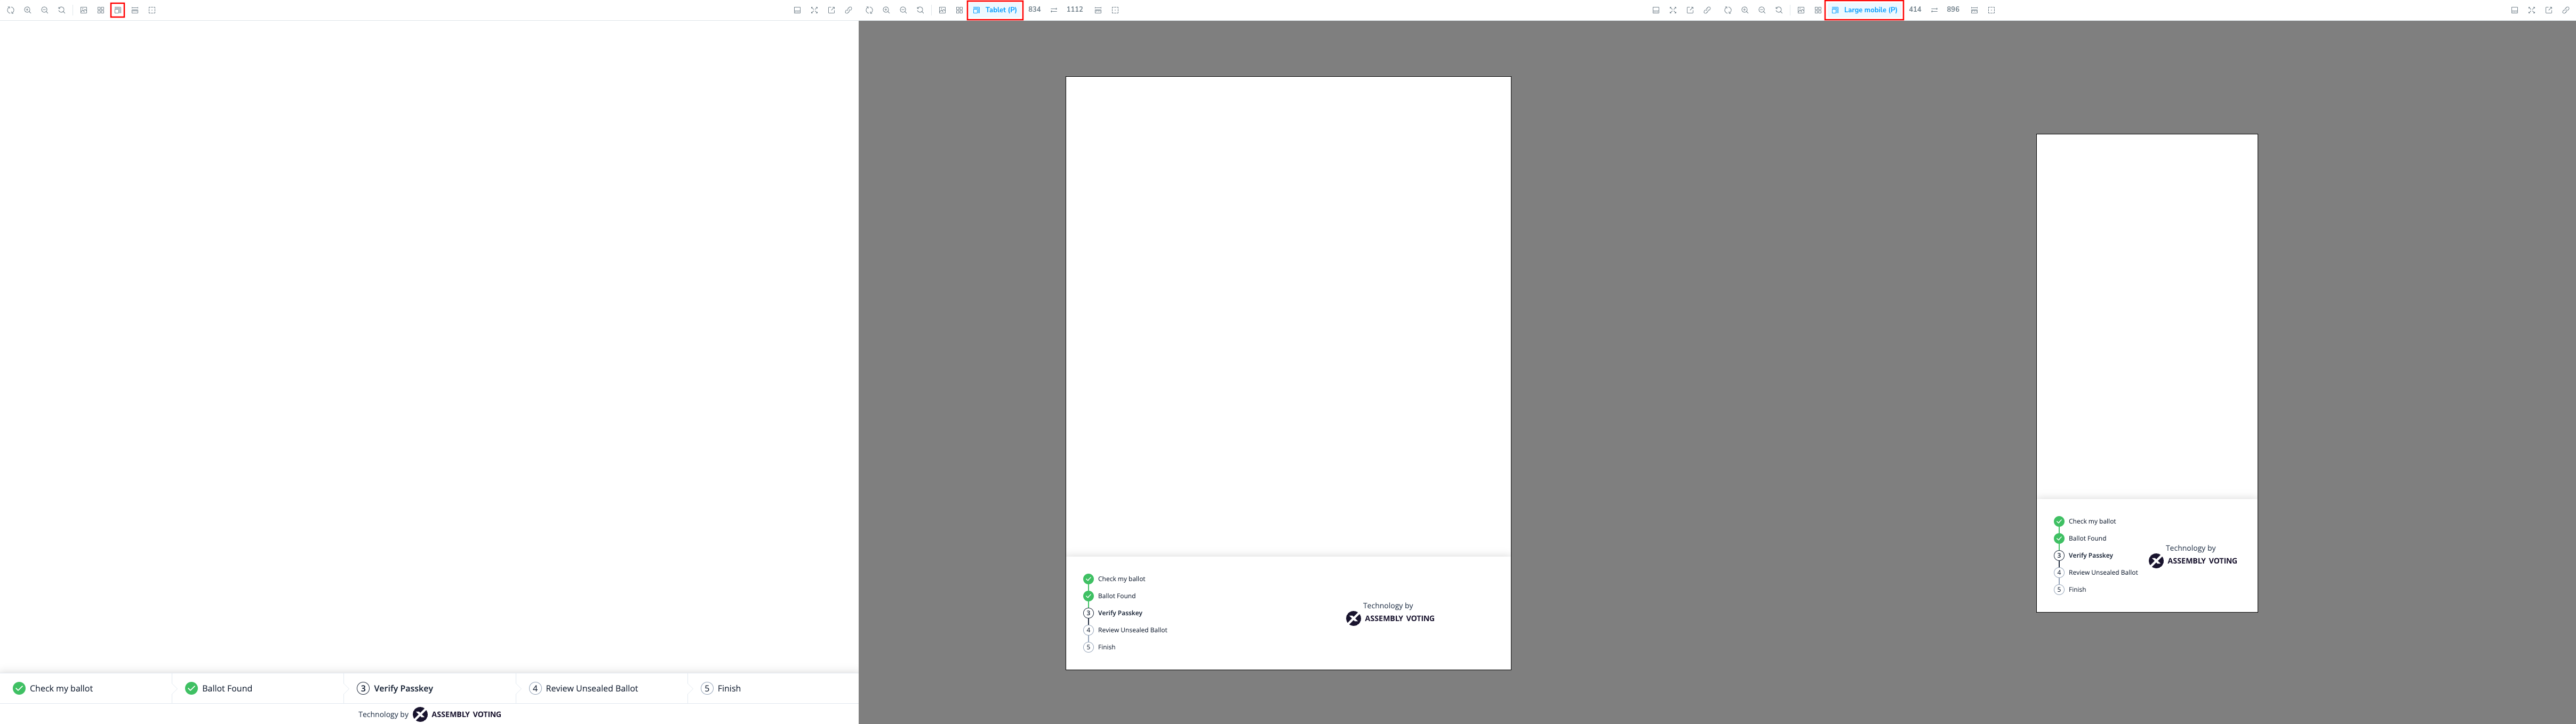 Tablet (P) 834 1112
Large mobile (P) 414 896
Check my ballot
Ballot Found
3 Verify Passkey
4 Review Unsealed Ballot
5 Finish
Technology by ASSEMBLY VOTING
Check my ballot
Ballot Found
3 Verify Passkey
4 Review Unsealed Ballot
5 Finish
Technology by
ASSEMBLY VOTING
Check my ballot
Ballot Found
3 Verify Passkey
4 Review Unsealed Ballot
5 Finish
Technology by
ASSEMBLY VOTING